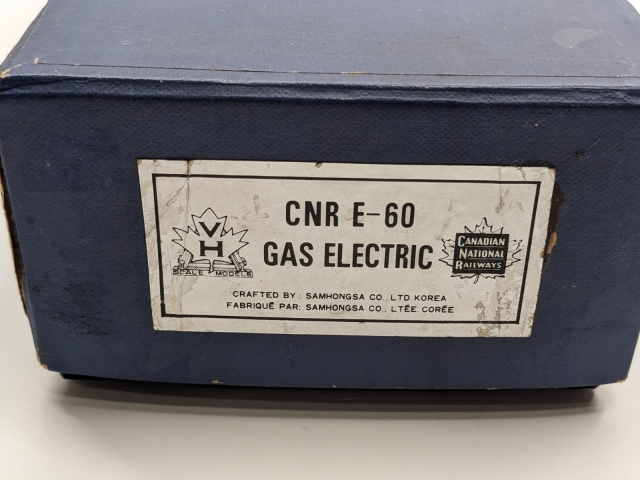 CNR E-60
GAS ELECTRIC
VH
SCALE MODELS
CANADIAN
NATIONAL
RAILWAYS
CRAFTED BY: SAMHONGSA CO., LTD KOREA
FABRIQUÉ PAR: SAMHONGSA CO., LTÉE CORÉE